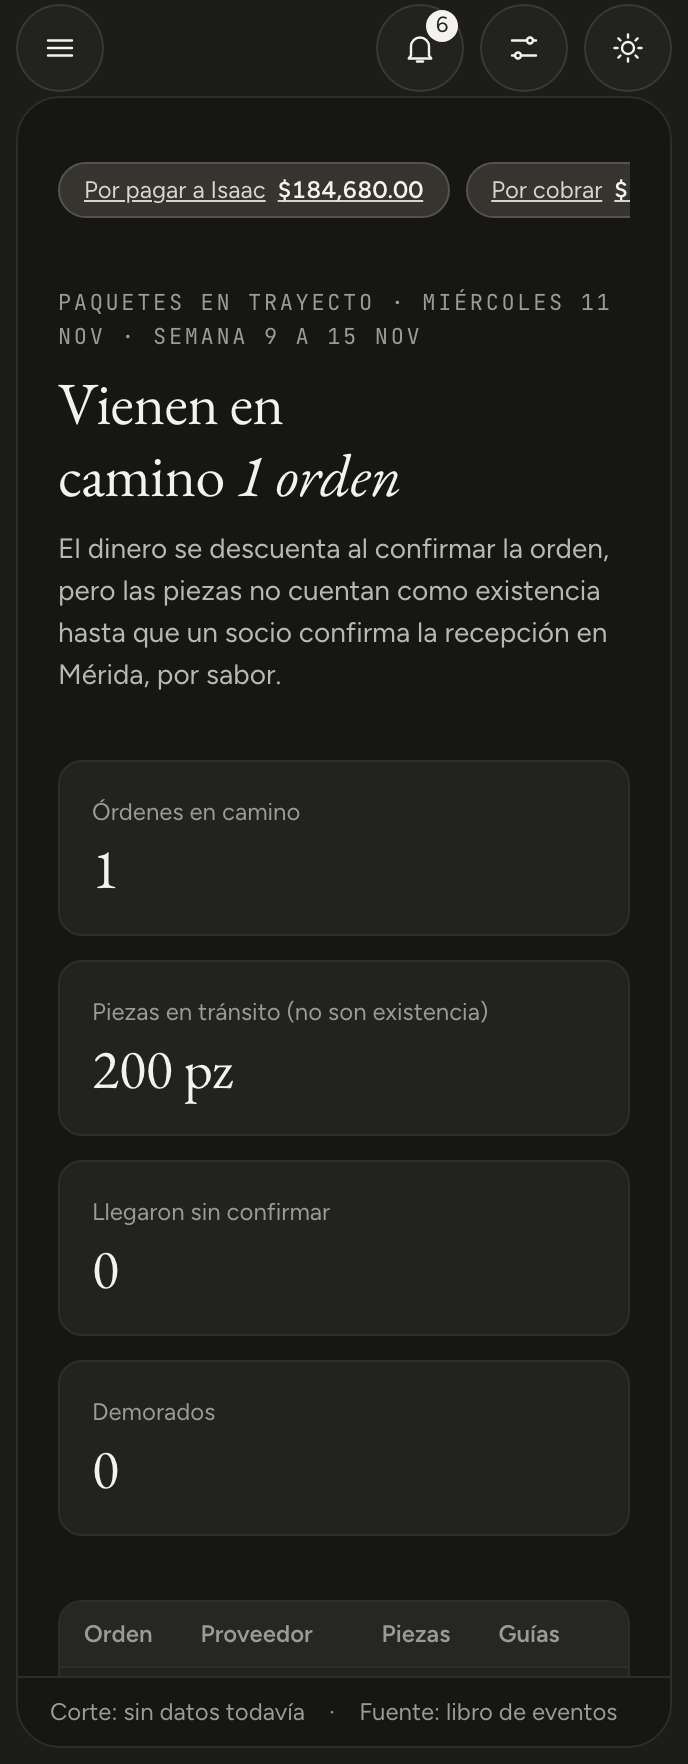 6
Por pagar a Isaac $184,680.00 Por cobrar $
PAQUETES EN TRAYECTO · MIÉRCOLES 11
NOV · SEMANA 9 A 15 NOV
Vienen en
camino 1 orden
El dinero se descuenta al confirmar la orden,
pero las piezas no cuentan como existencia
hasta que un socio confirma la recepción en
Mérida, por sabor.
Órdenes en camino
1
Piezas en tránsito (no son existencia)
200 pz
Llegaron sin confirmar
0
Demorados
0
Orden Proveedor Piezas Guías
Corte: sin datos todavía · Fuente: libro de eventos